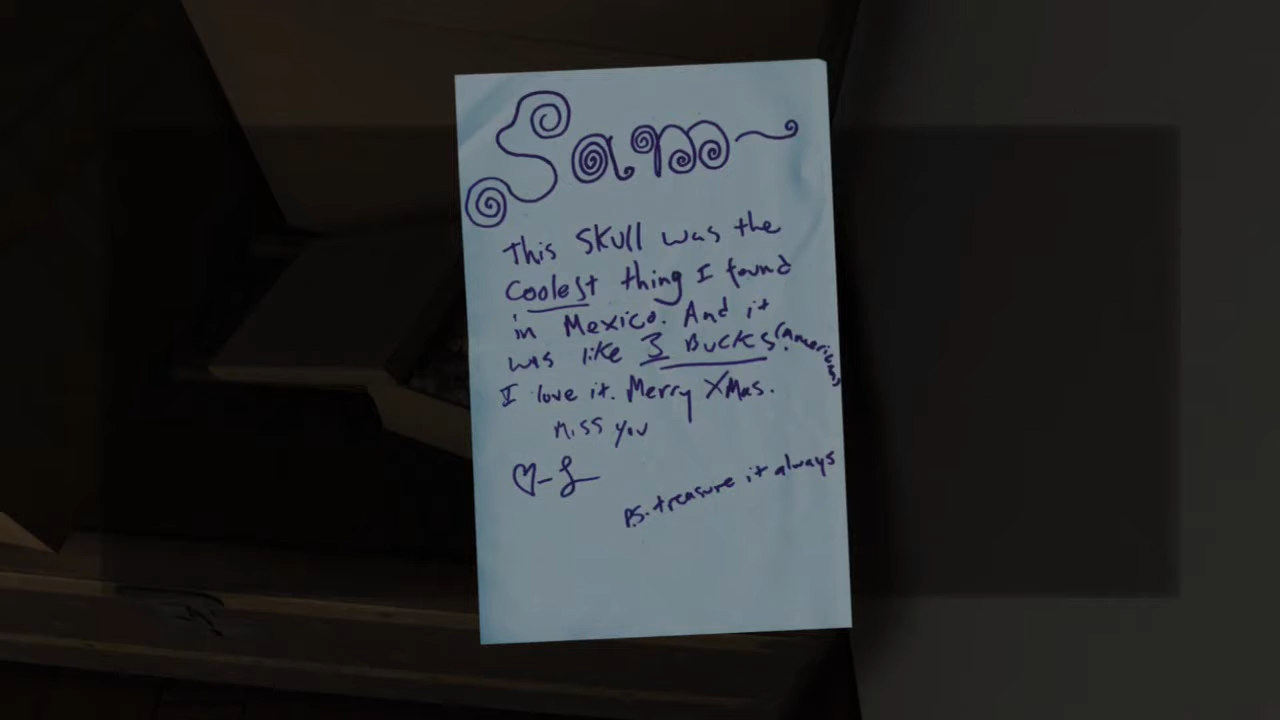 Sam
This Skull was the
Coolest thing I found
in Mexico. And it
was like 3 Bucks. (American)
I love it. Merry XMas.
Miss you
♡-L
P.S. treasure it always